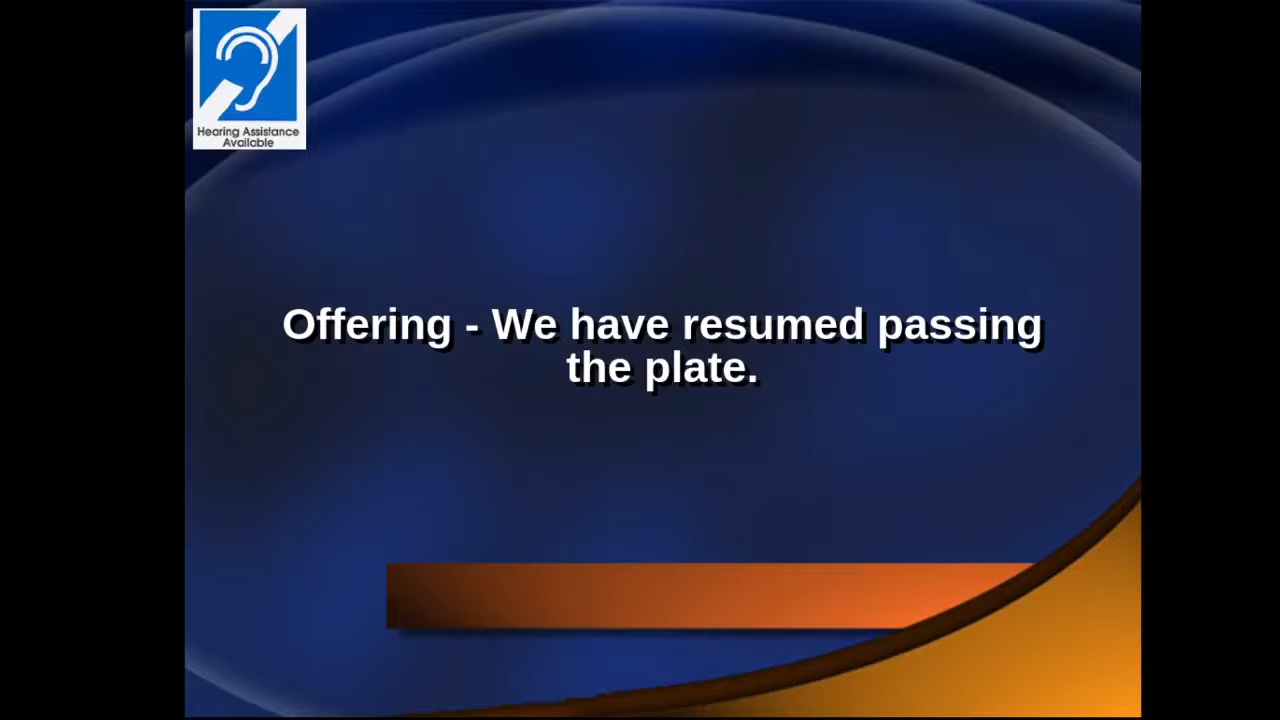 Hearing Assistance
Available
Offering - We have resumed passing
the plate.